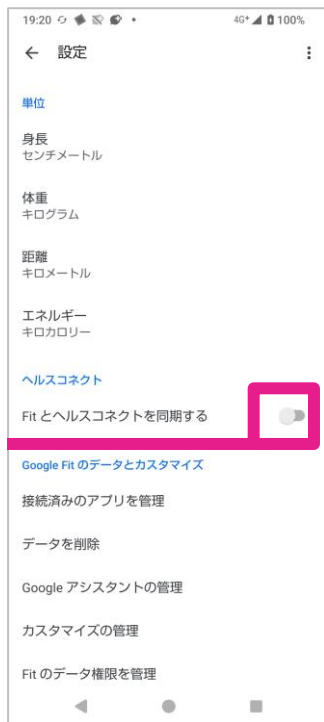 19:20 4G+ 100%
設定
単位
身長
センチメートル
体重
キログラム
距離
キロメートル
エネルギー
キロカロリー
ヘルスコネクト
Fit とヘルスコネクトを同期する
Google Fit のデータとカスタマイズ
接続済みのアプリを管理
データを削除
Google アシスタントの管理
カスタマイズの管理
Fit のデータ権限を管理